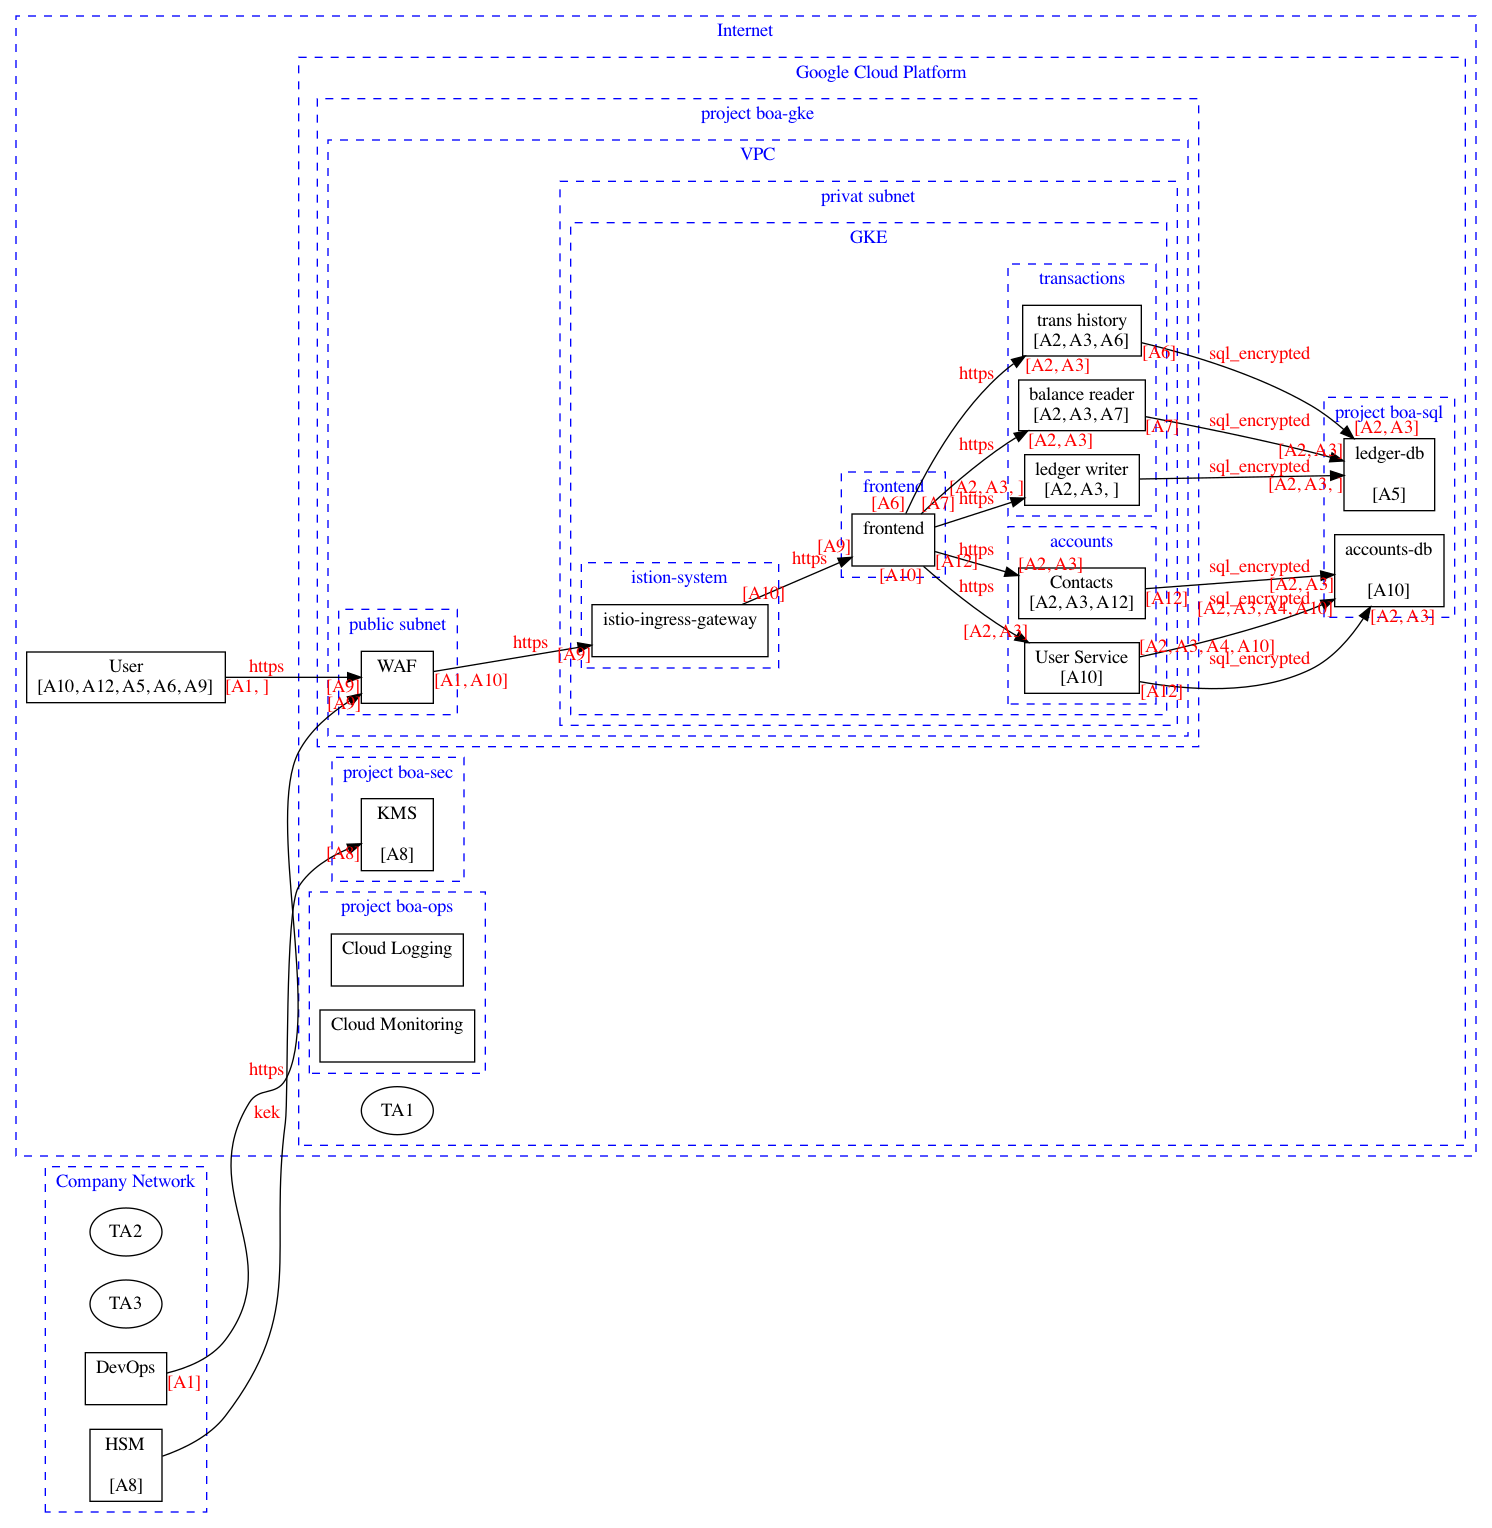 Internet
Google Cloud Platform
project boa-gke
VPC
privat subnet
GKE
transactions
trans history
[A2, A3, A6]
https
[A2, A3]
[A6]
sql_encrypted
balance reader
[A2, A3, A7]
https
[A2, A3]
[A7]
sql_encrypted
[A2, A3]
ledger writer
[A2, A3, ]
[A2, A3, ]
https
sql_encrypted
[A2, A3, ]
project boa-sql
[A2, A3]
ledger-db
[A5]
frontend
[A6]
[A7]
frontend
[A9]
[A10]
[A12]
accounts
https
[A2, A3]
Contacts
[A2, A3, A12]
[A12]
sql_encrypted
[A2, A3]
accounts-db
[A10]
https
[A2, A3]
User Service
[A10]
[A2, A3, A4, A10]
sql_encrypted
[A2, A3, A4, A10]
[A12]
sql_encrypted
[A2, A3]
istion-system
istio-ingress-gateway
[A10]
https
[A9]
public subnet
WAF
[A1, A10]
https
[A9]
[A9]
User
[A10, A12, A5, A6, A9]
https
[A1, ]
project boa-sec
KMS
[A8]
[A8]
project boa-ops
Cloud Logging
Cloud Monitoring
TA1
https
kek
Company Network
TA2
TA3
DevOps
[A1]
HSM
[A8]